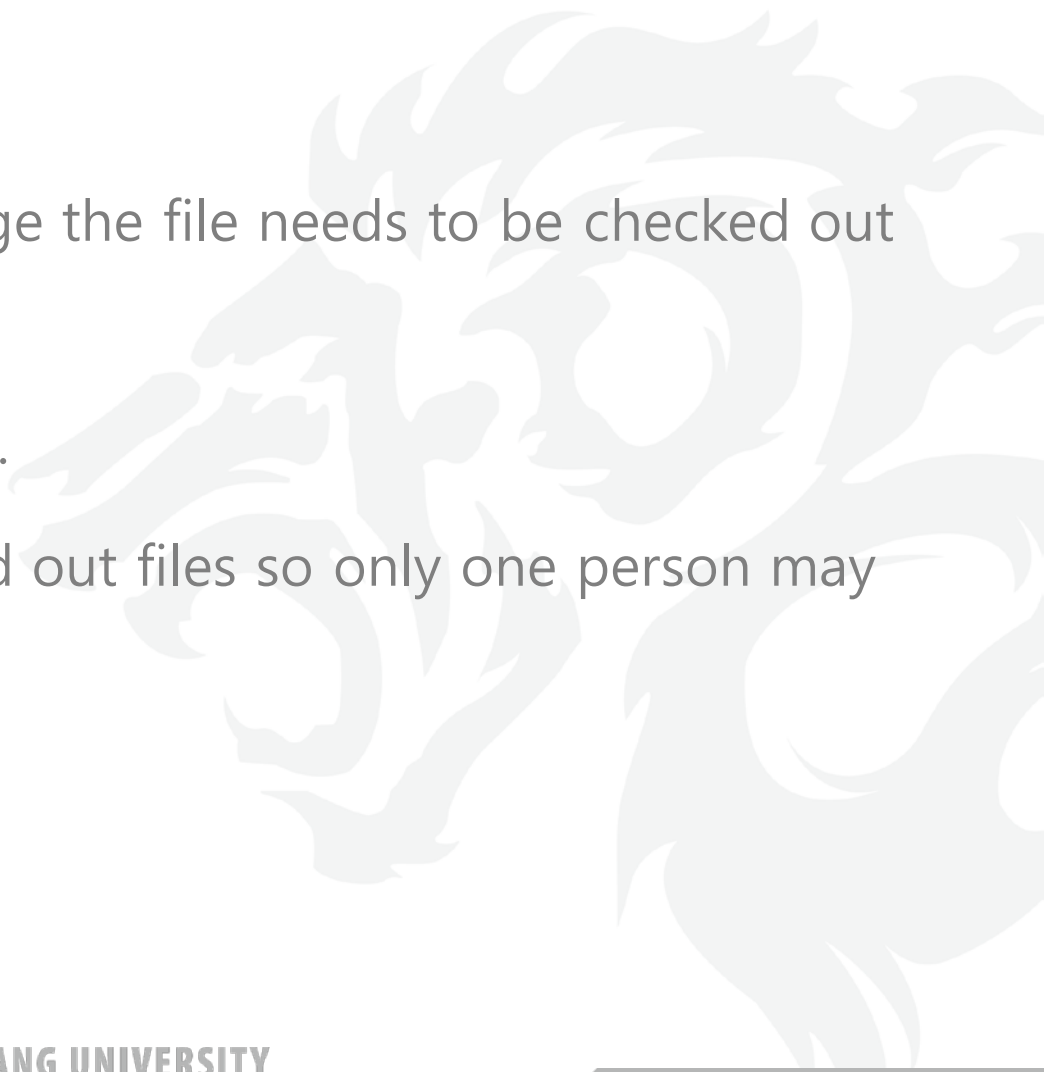 ge the file needs to be checked out
.
d out files so only one person may
ANG UNIVERSITY